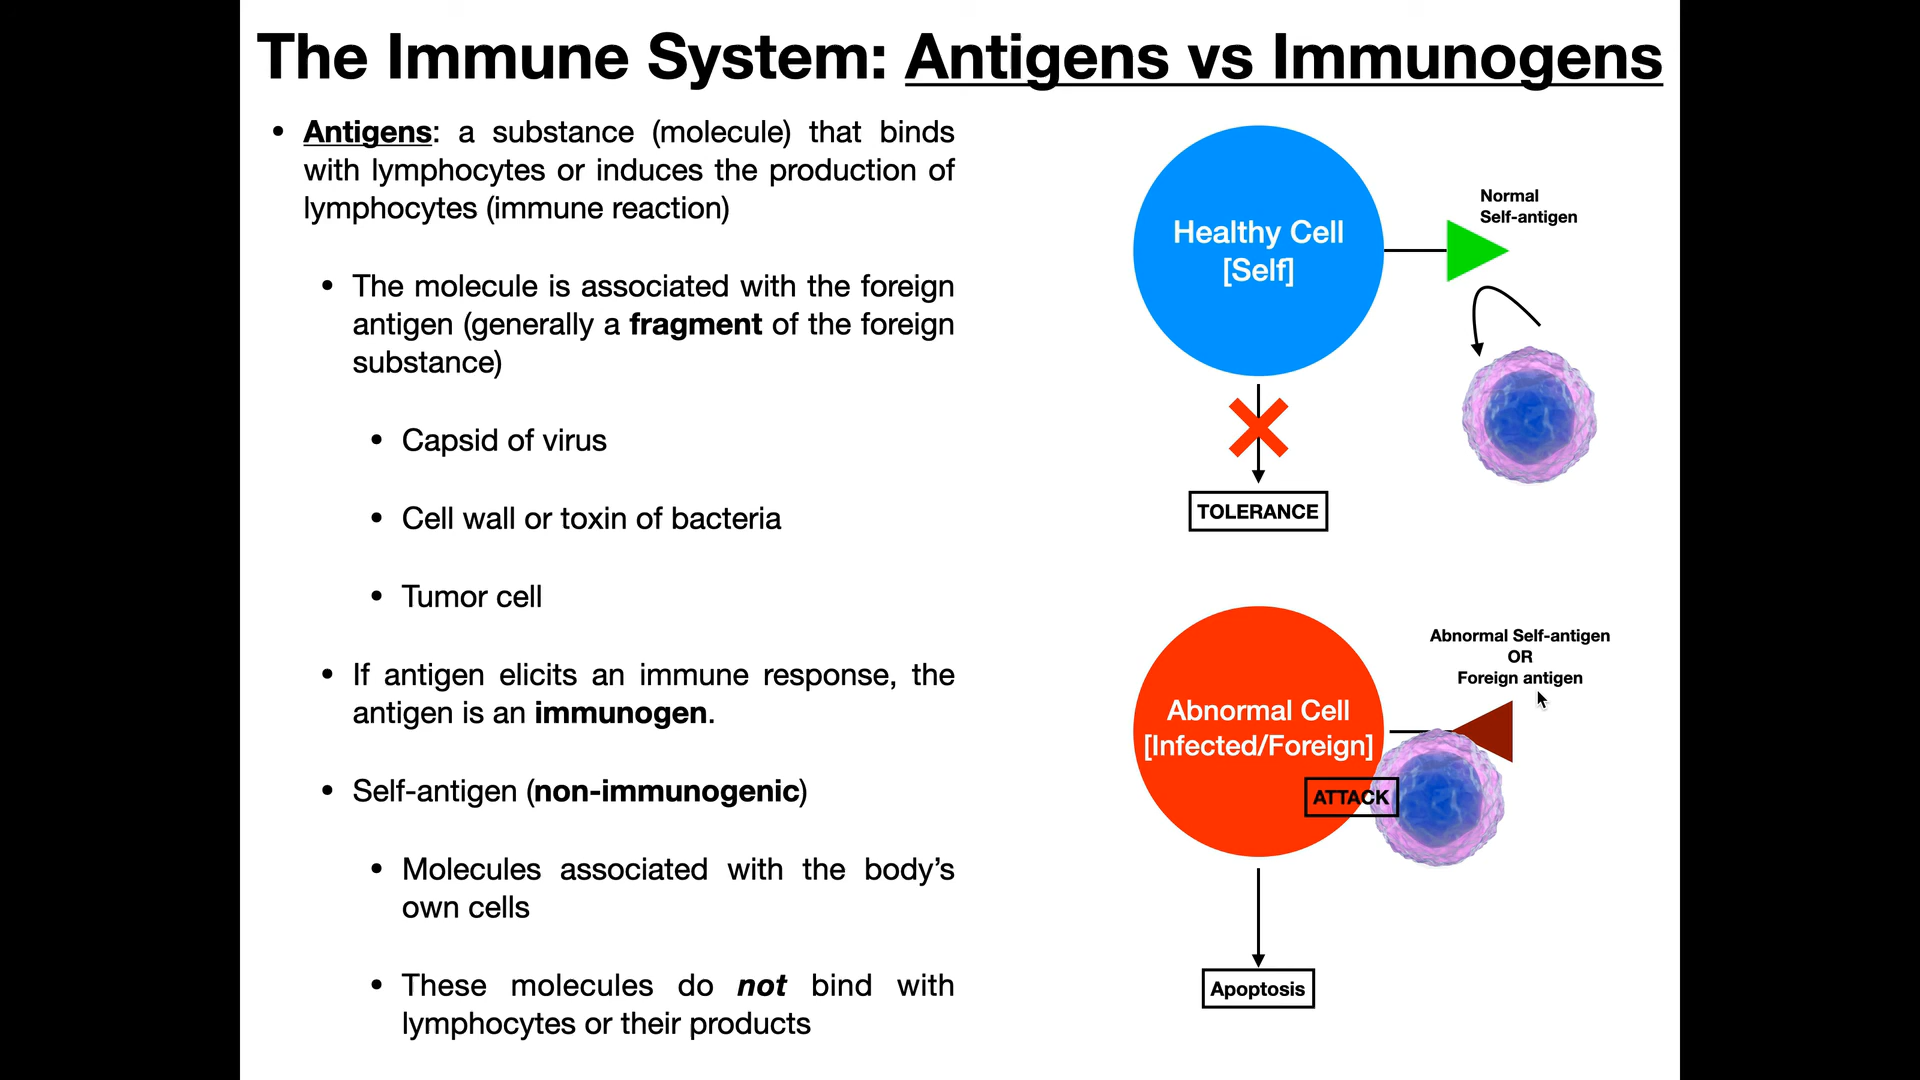 The Immune System: Antigens vs Immunogens
• Antigens: a substance (molecule) that binds
with lymphocytes or induces the production of
lymphocytes (immune reaction)
• The molecule is associated with the foreign
antigen (generally a fragment of the foreign
substance)
• Capsid of virus
• Cell wall or toxin of bacteria
• Tumor cell
• If antigen elicits an immune response, the
antigen is an immunogen.
• Self-antigen (non-immunogenic)
• Molecules associated with the body’s
own cells
• These molecules do not bind with
lymphocytes or their products
Healthy Cell
[Self]
Normal
Self-antigen
TOLERANCE
Abnormal Cell
[Infected/Foreign]
Abnormal Self-antigen
OR
Foreign antigen
ATTACK
Apoptosis